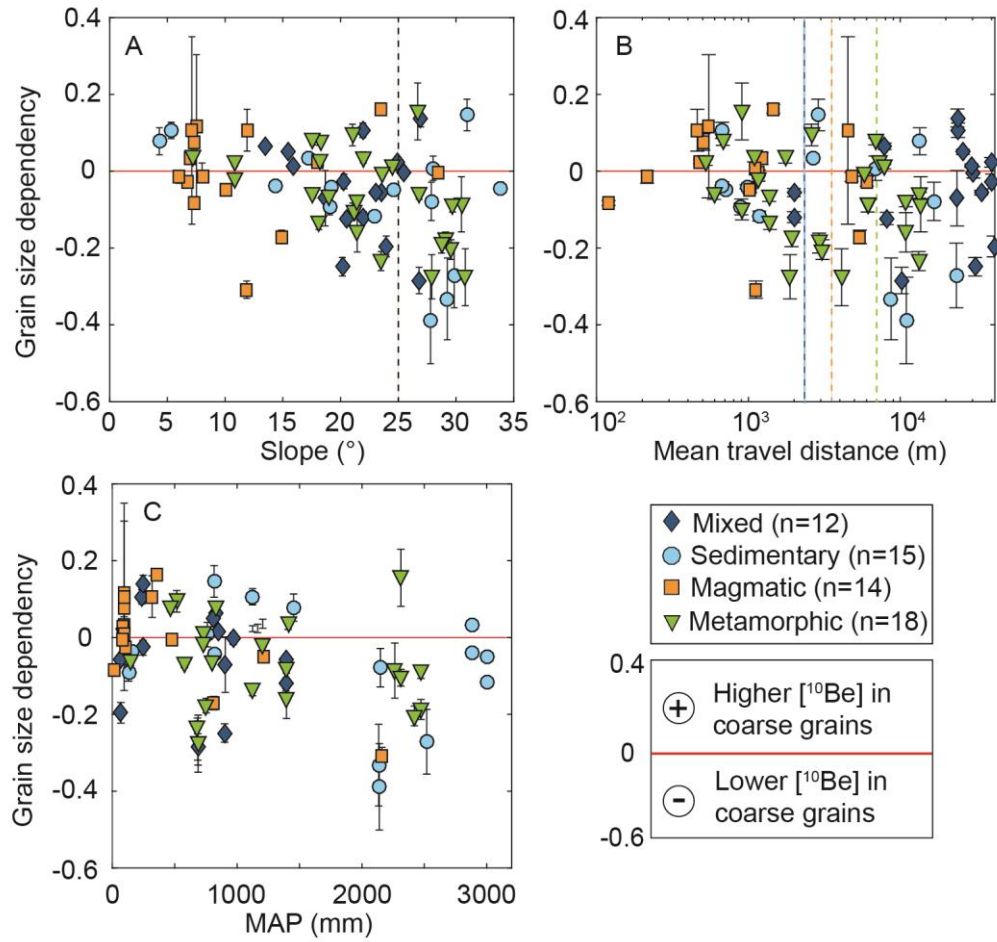 A
0.4
0.2
0
-0.2
-0.4
-0.6
Grain size dependency
0 5 10 15 20 25 30 35
Slope (°)
B
0.4
0.2
0
-0.2
-0.4
-0.6
10² 10³ 10⁴
Mean travel distance (m)
C
0.4
0.2
0
-0.2
-0.4
-0.6
Grain size dependency
0 1000 2000 3000
MAP (mm)
Mixed (n=12)
Sedimentary (n=15)
Magmatic (n=14)
Metamorphic (n=18)
0.4
+ Higher [¹⁰Be] in
coarse grains
0
- Lower [¹⁰Be] in
coarse grains
-0.6